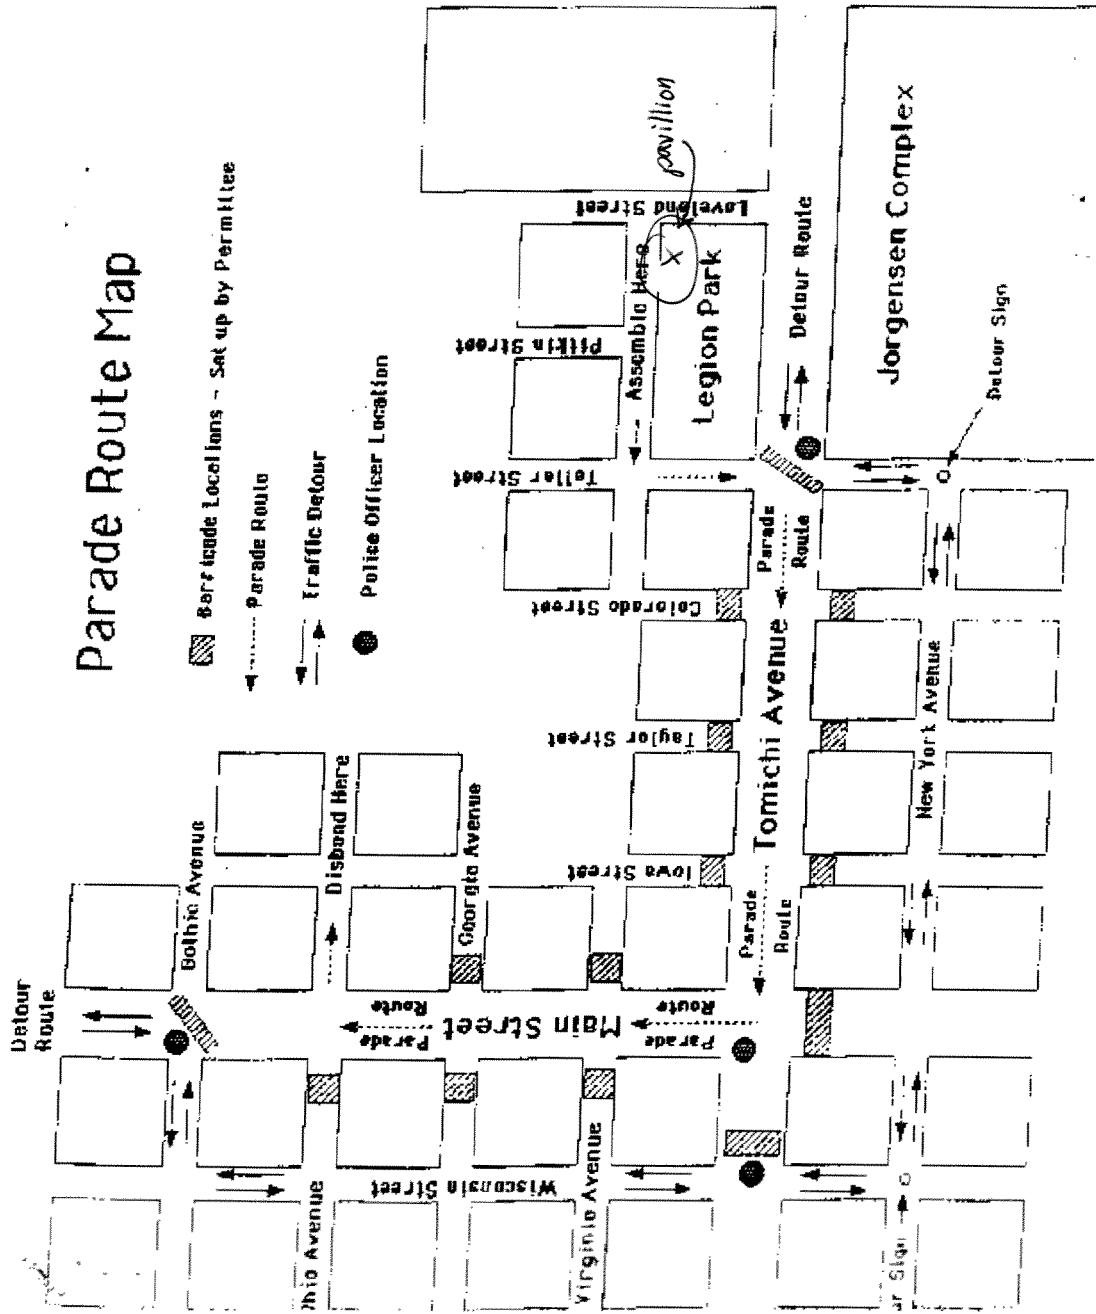 Parade Route Map
Barricade Locations - Set up by Permittee
Parade Route
Traffic Detour
Police Officer Location
Detour
Route
Gothic Avenue
Disband Here
Georgia Avenue
Parade
Route
Main Street
Parade
Route
Wisconsin Street
Ohio Avenue
Virginia Avenue
Iowa Street
Taylor Street
Colorado Street
Teller Street
Pitkin Street
Loveland Street
Assemble Here
pavillion
X
Legion Park
Detour Route
Jorgensen Complex
Detour Sign
Parade
Route
Tomichi Avenue
Parade
Route
New York Avenue
Sign